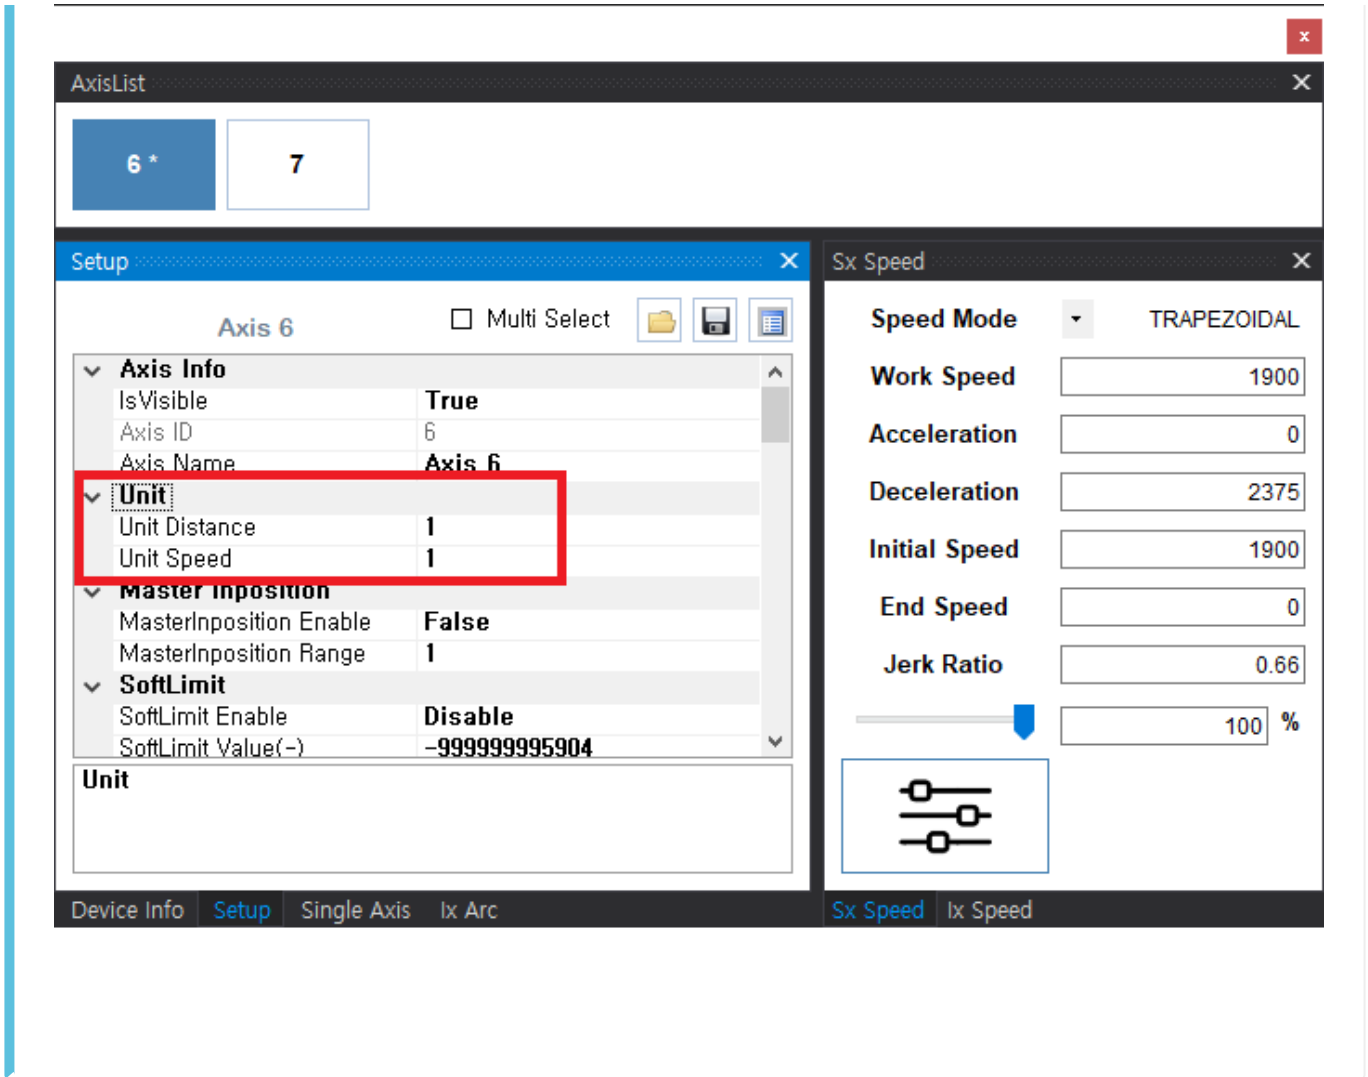 x
AxisList
6 *
7
Setup
Axis 6
Multi Select
Axis Info
IsVisible True
Axis ID 6
Axis Name Axis 6
Unit
Unit Distance 1
Unit Speed 1
Master Inposition
MasterInposition Enable False
MasterInposition Range 1
SoftLimit
SoftLimit Enable Disable
SoftLimit Value(-) -999999995904
Unit
Device Info Setup Single Axis Ix Arc
Sx Speed
Speed Mode TRAPEZOIDAL
Work Speed 1900
Acceleration 0
Deceleration 2375
Initial Speed 1900
End Speed 0
Jerk Ratio 0.66
100 %
Sx Speed Ix Speed